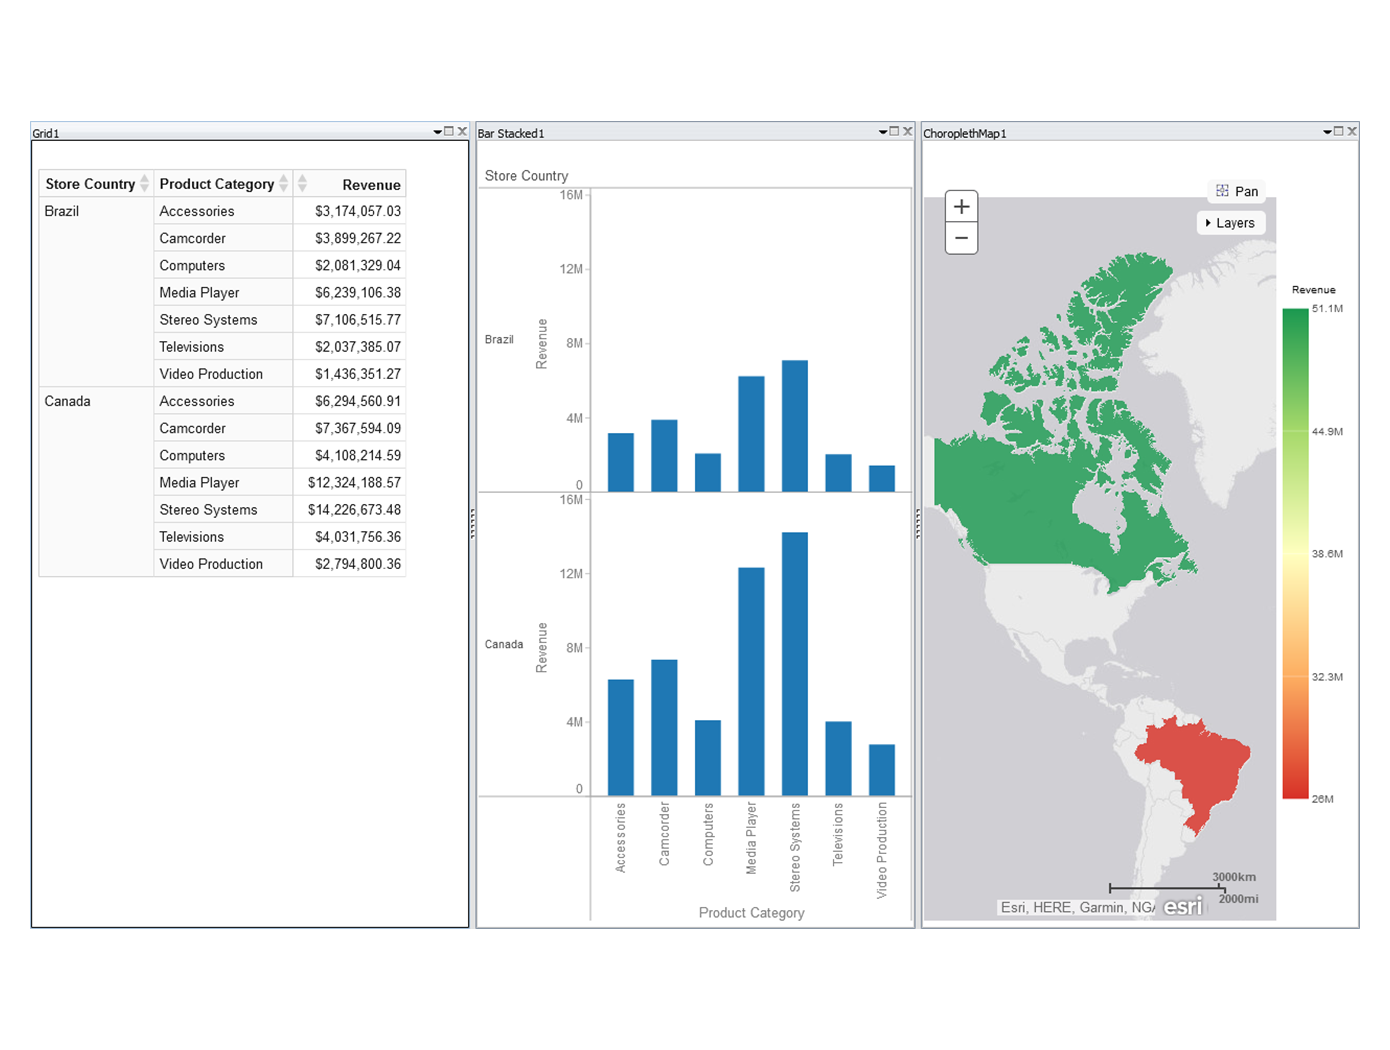 Grid1
Store Country Product Category Revenue
Brazil Accessories $3,174,057.03
Camcorder $3,899,267.22
Computers $2,081,329.04
Media Player $6,239,106.38
Stereo Systems $7,106,515.77
Televisions $2,037,385.07
Video Production $1,436,351.27
Canada Accessories $6,294,560.91
Camcorder $7,367,594.09
Computers $4,108,214.59
Media Player $12,324,188.57
Stereo Systems $14,226,673.48
Televisions $4,031,756.36
Video Production $2,794,800.36
Bar Stacked1
Store Country
16M
12M
8M
4M
0
Brazil
Revenue
16M
12M
8M
4M
0
Canada
Revenue
Accessories
Camcorder
Computers
Media Player
Stereo Systems
Televisions
Video Production
Product Category
ChoroplethMap1
+
−
Pan
Layers
Revenue
51.1M
44.9M
38.6M
32.3M
26M
3000km
2000mi
Esri, HERE, Garmin, NGA
esri